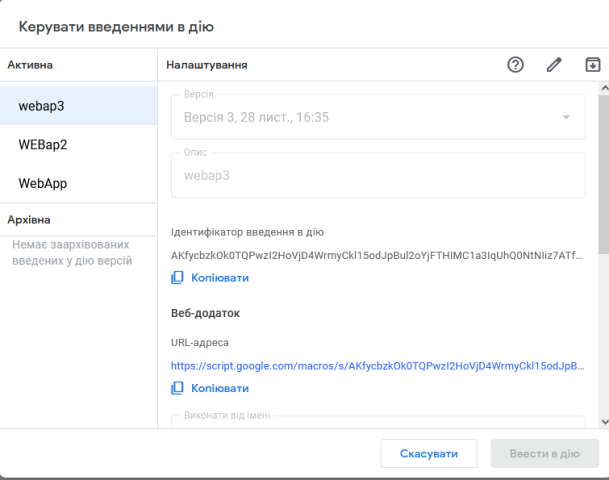 Керувати введеннями в дію
Активна
Налаштування
webap3
WEBap2
WebApp
Архівна
Немає заархівованих
введених у дію версій
Версія
Версія 3, 28 лист., 16:35
Опис
webap3
Ідентифікатор введення в дію
AKfycbzkOk0TQPwzI2HoVjD4WrmyCkl15odJpBul2oYjFTHIMC1a3IqUhQ0NtNIiz7ATf...
Копіювати
Веб-додаток
URL-адреса
https://script.google.com/macros/s/AKfycbzkOk0TQPwzI2HoVjD4WrmyCkl15odJpB...
Копіювати
Виконати від імені
Скасувати
Ввести в дію